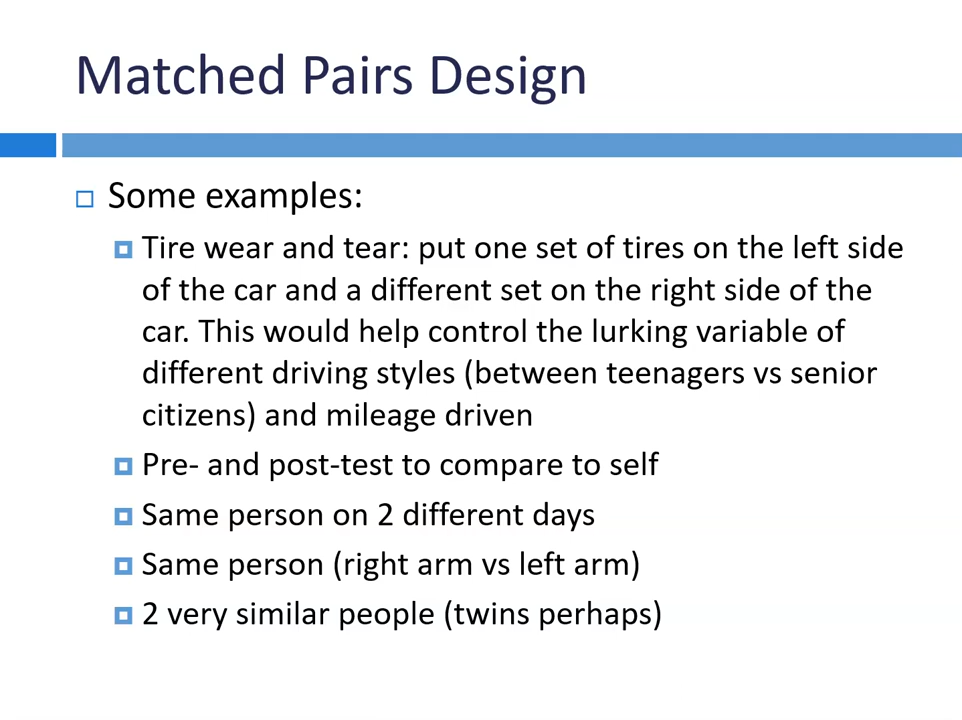 Matched Pairs Design
Some examples:
Tire wear and tear: put one set of tires on the left side
of the car and a different set on the right side of the
car. This would help control the lurking variable of
different driving styles (between teenagers vs senior
citizens) and mileage driven
Pre- and post-test to compare to self
Same person on 2 different days
Same person (right arm vs left arm)
2 very similar people (twins perhaps)